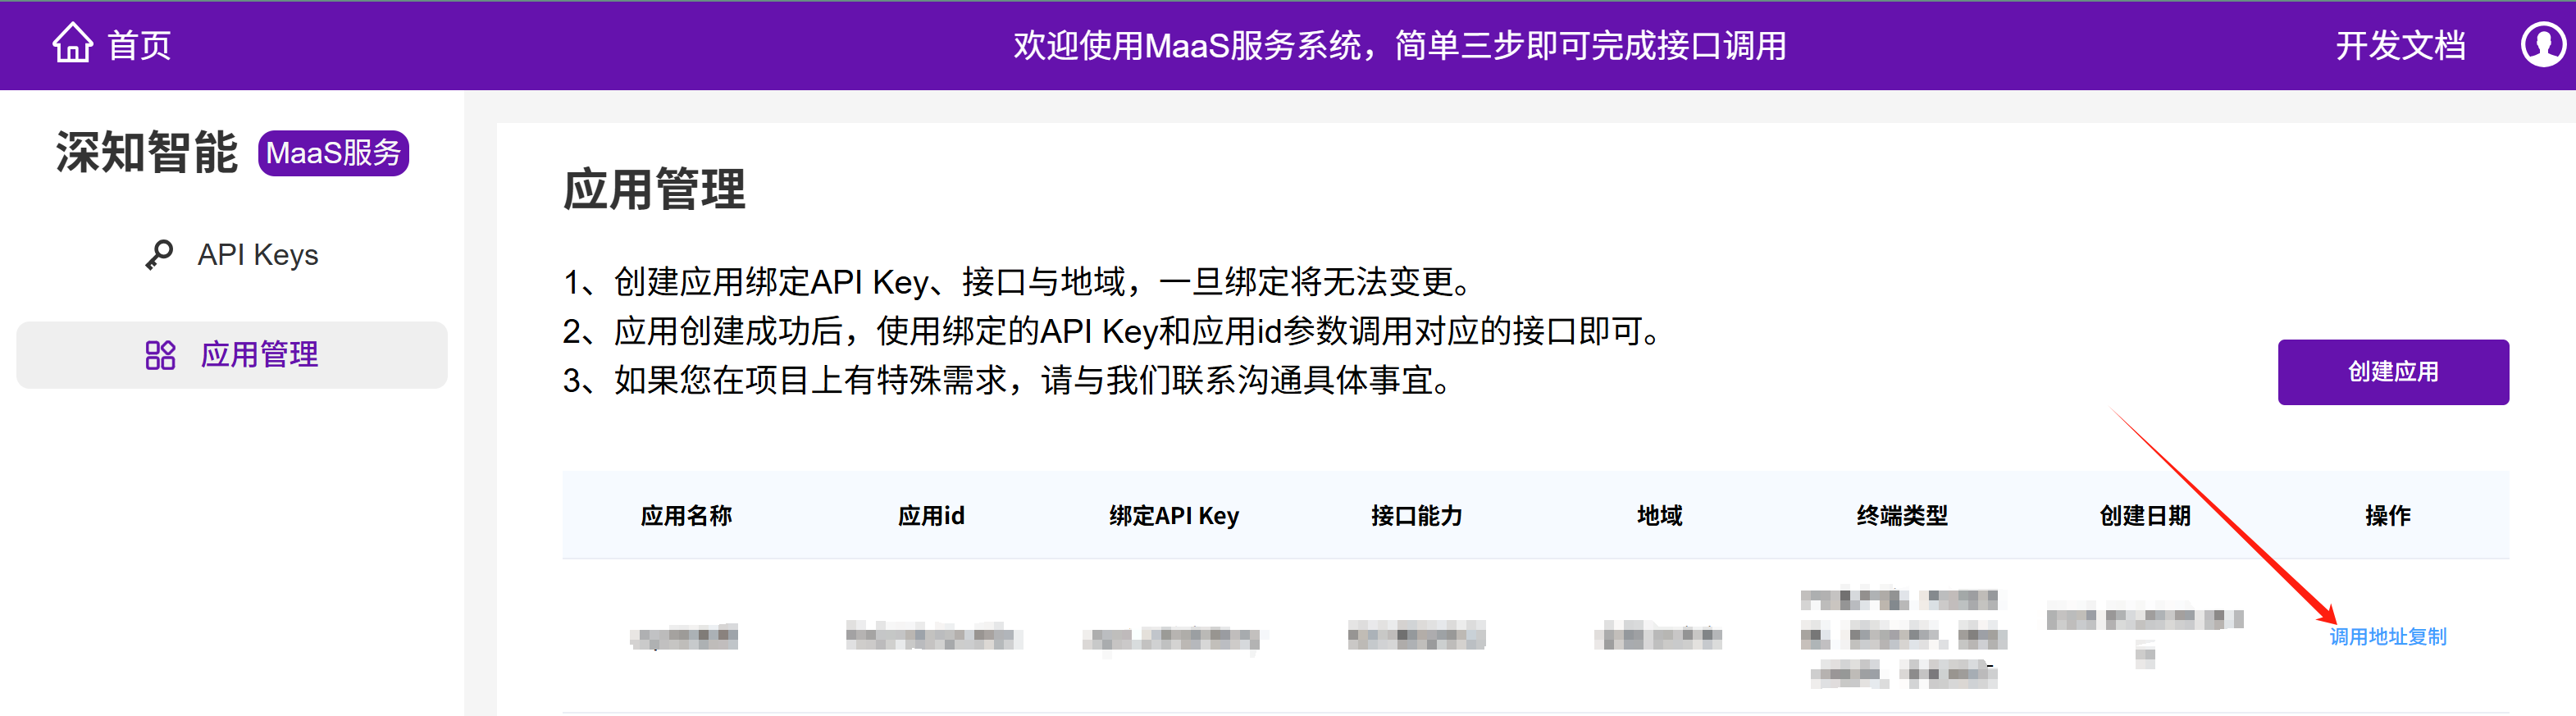 首页
欢迎使用MaaS服务系统，简单三步即可完成接口调用
开发文档
深知智能 MaaS服务
API Keys
应用管理
应用管理
1、创建应用绑定API Key、接口与地域，一旦绑定将无法变更。
2、应用创建成功后，使用绑定的API Key和应用id参数调用对应的接口即可。
3、如果您在项目上有特殊需求，请与我们联系沟通具体事宜。
创建应用
应用名称 应用id 绑定API Key 接口能力 地域 终端类型 创建日期 操作
调用地址复制